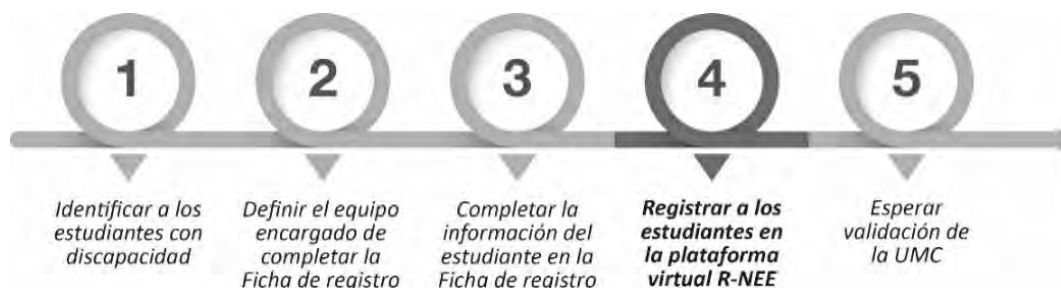 1
2
3
4
5
Identificar a los
estudiantes con
discapacidad
Definir el equipo
encargado de
completar la
Ficha de registro
Completar la
información del
estudiante en la
Ficha de registro
Registrar a los
estudiantes en
la plataforma
virtual R-NEE
Esperar
validación de
la UMC